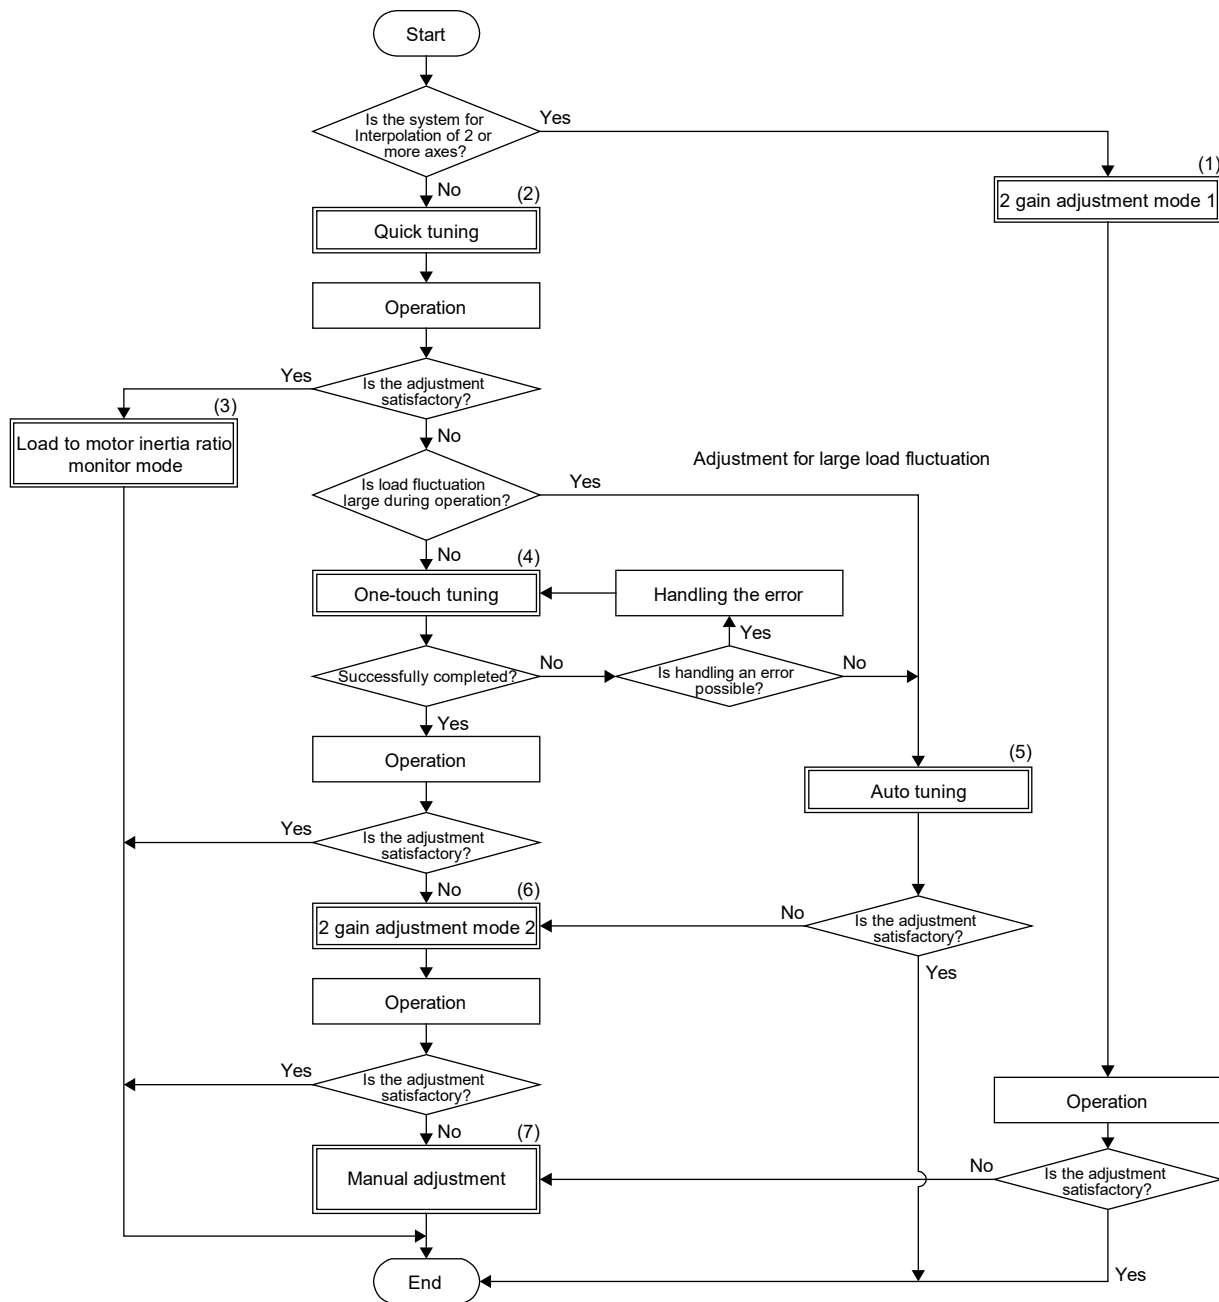 Start
Is the system for
Interpolation of 2 or
more axes?
Yes
No
(1)
2 gain adjustment mode 1
(2)
Quick tuning
Operation
Yes
Is the adjustment
satisfactory?
(3)
Load to motor inertia ratio
monitor mode
No
Adjustment for large load fluctuation
Is load fluctuation
large during operation?
Yes
No
(4)
One-touch tuning
Handling the error
Yes
Successfully completed?
No
Is handling an error
possible?
No
Yes
Operation
(5)
Auto tuning
Yes
Is the adjustment
satisfactory?
No
(6)
2 gain adjustment mode 2
No
Is the adjustment
satisfactory?
Yes
Operation
Yes
Is the adjustment
satisfactory?
Operation
No
(7)
Manual adjustment
No
Is the adjustment
satisfactory?
Yes
End